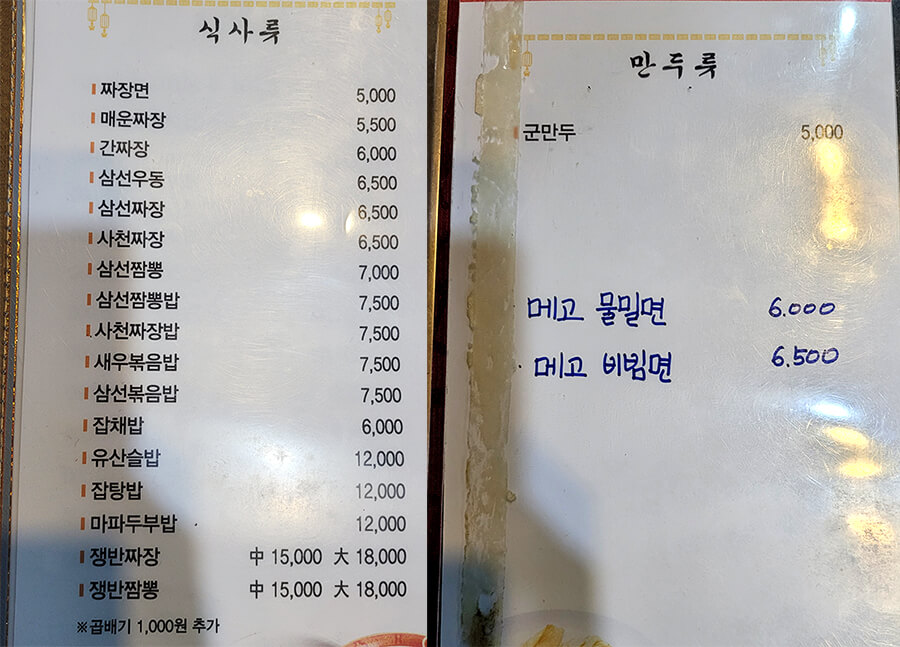 식사룻
짜장면 5,000
매운짜장 5,500
간짜장 6,000
삼선우동 6,500
삼선짜장 6,500
사천짜장 6,500
삼선짬뽕 7,000
삼선짬뽕밥 7,500
사천짜장밥 7,500
새우볶음밥 7,500
삼선볶음밥 7,500
잡채밥 6,000
유산슬밥 12,000
잡탕밥 12,000
마파두부밥 12,000
쟁반짜장 中 15,000 大 18,000
쟁반짬뽕 中 15,000 大 18,000
※곱배기 1,000원 추가
만두룻
군만두 5,000
메고 물밀면 6.000
메고 비빔면 6.500